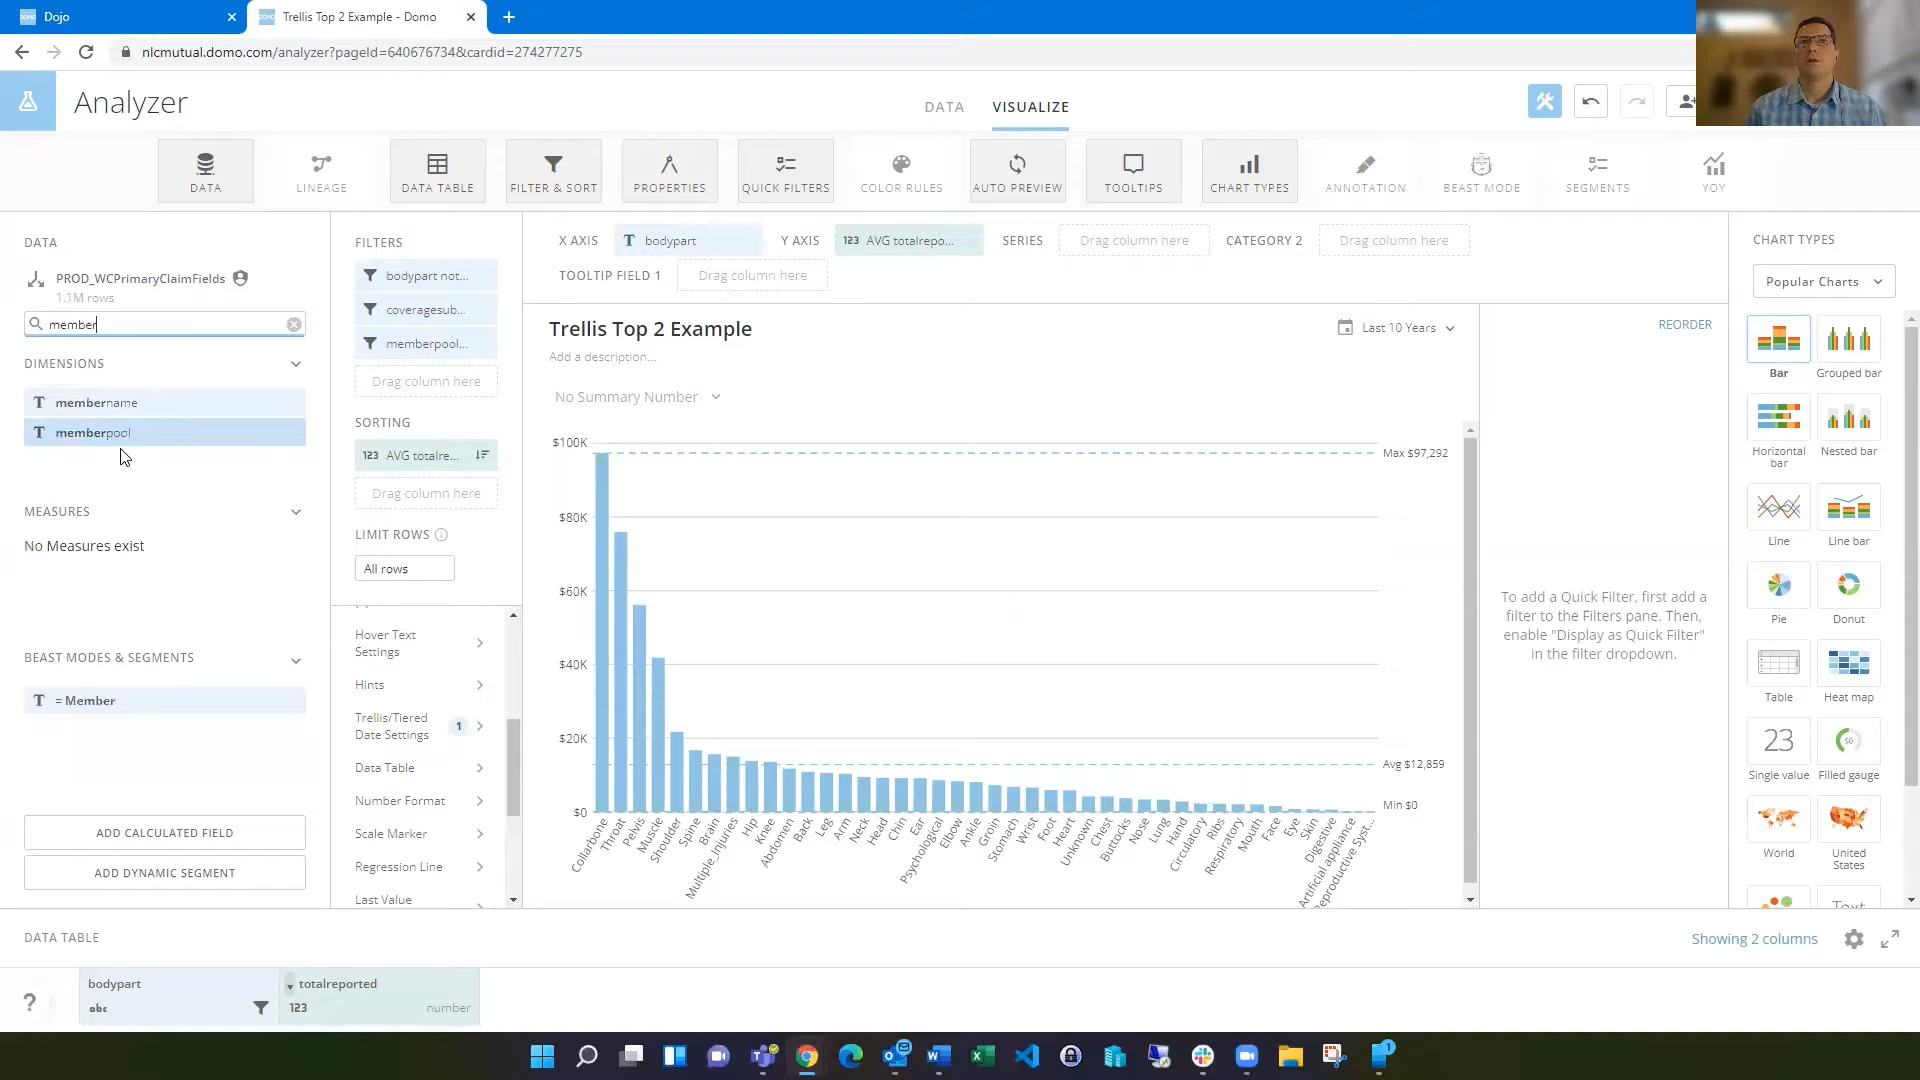 Dojo
Trellis Top 2 Example - Domo
nlcmutual.domo.com/analyzer?pageId=640676734&cardid=274277275
Analyzer
DATA
VISUALIZE
DATA
LINEAGE
DATA TABLE
FILTER & SORT
PROPERTIES
QUICK FILTERS
COLOR RULES
AUTO PREVIEW
TOOLTIPS
CHART TYPES
ANNOTATION
BEAST MODE
SEGMENTS
YOY
DATA
PROD_WCPrimaryClaimFields
1.1M rows
member
DIMENSIONS
T membername
T memberpool
MEASURES
No Measures exist
BEAST MODES & SEGMENTS
T = Member
ADD CALCULATED FIELD
ADD DYNAMIC SEGMENT
FILTERS
bodypart not...
coveragesub...
memberpool...
Drag column here
SORTING
123 AVG totalre...
Drag column here
LIMIT ROWS
All rows
Hover Text
Settings
Hints
Trellis/Tiered
Date Settings 1
Data Table
Number Format
Scale Marker
Regression Line
Last Value
X AXIS T bodypart Y AXIS 123 AVG totalrepo... SERIES Drag column here CATEGORY 2 Drag column here
TOOLTIP FIELD 1 Drag column here
Trellis Top 2 Example
Last 10 Years
Add a description...
No Summary Number
$100K
$80K
$60K
$40K
$20K
$0
Max $97,292
Avg $12,859
Min $0
Collarbone
Throat
Pelvis
Muscle
Shoulder
Spine
Brain
Multiple_Injuries
Hip
Knee
Abdomen
Back
Leg
Arm
Neck
Head
Chin
Ear
Psychological
Elbow
Ankle
Groin
Stomach
Wrist
Foot
Heart
Unknown
Chest
Buttocks
Nose
Lung
Hand
Circulatory
Ribs
Respiratory
Mouth
Face
Eye
Skin
Digestive
Artificial appliance
Reproductive Syst...
REORDER
To add a Quick Filter, first add a
filter to the Filters pane. Then,
enable "Display as Quick Filter"
in the filter dropdown.
CHART TYPES
Popular Charts
Bar
Grouped bar
Horizontal
bar
Nested bar
Line
Line bar
Pie
Donut
Table
Heat map
23
50
Single value
Filled gauge
World
United
States
Text
DATA TABLE
Showing 2 columns
?
bodypart
abc
totalreported
123 number
1